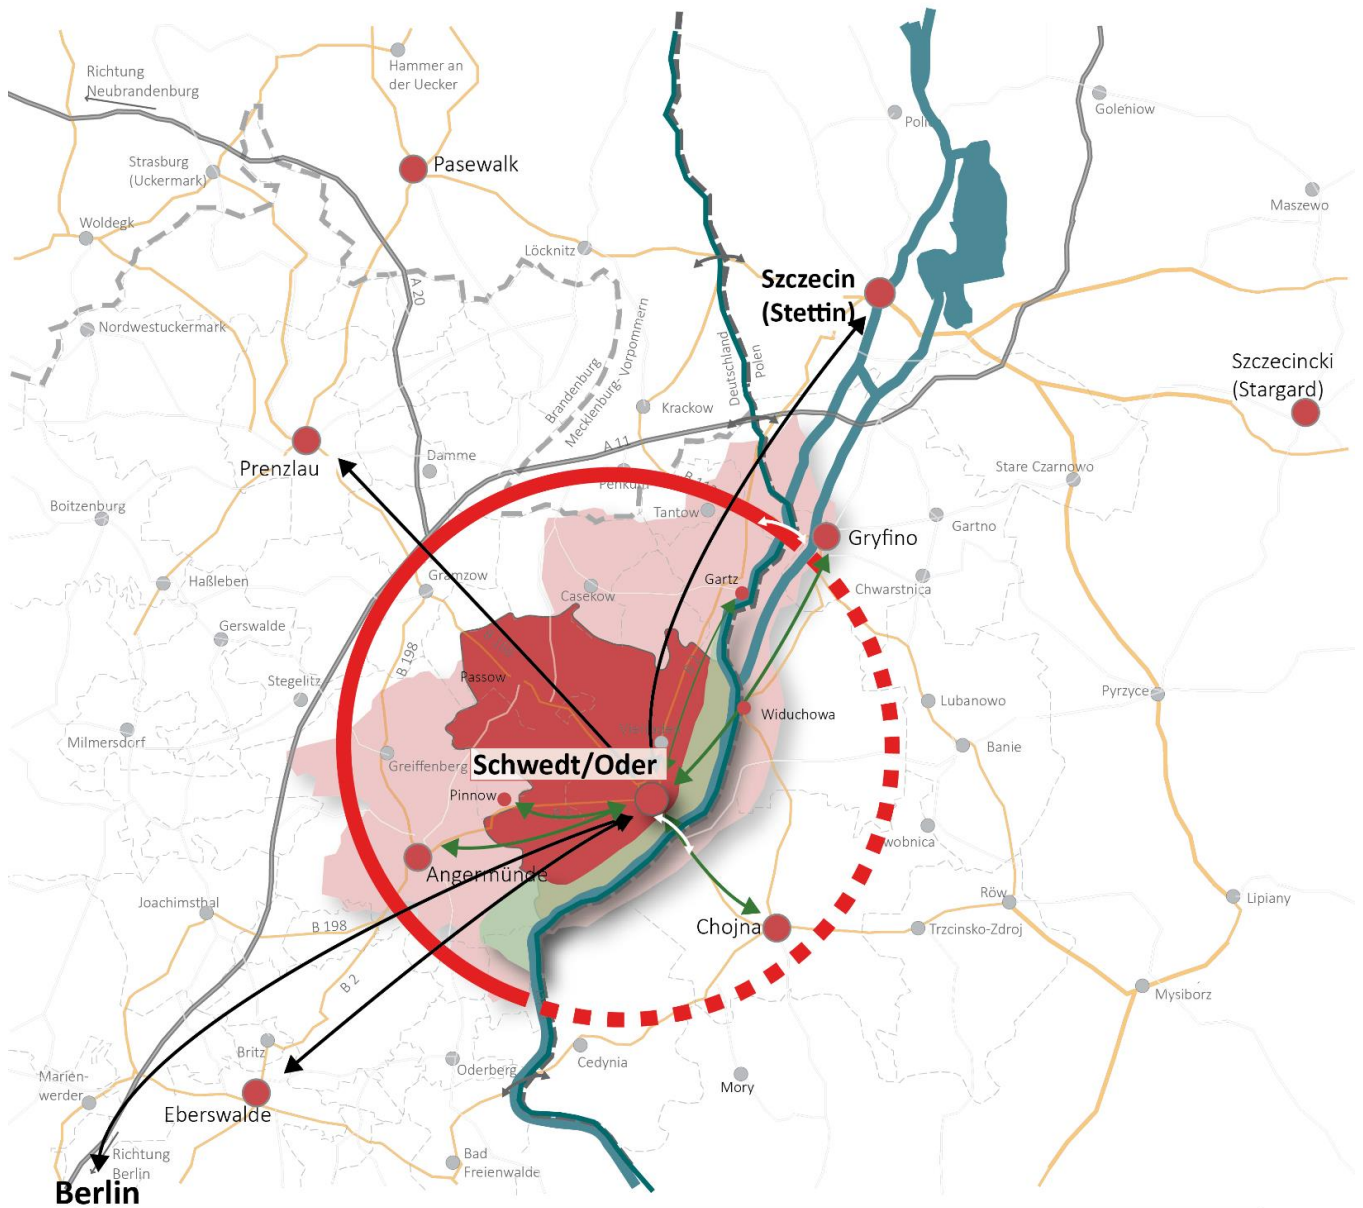 Richtung
Neubrandenburg
Hammer an
der Uecker
Goleniow
Strasburg
(Uckermark)
Pasewalk
Maszewo
Woldegk
Löcknitz
Szczecin
(Stettin)
A 20
Nordwestuckermark
Brandenburg
Mecklenburg- Vorpommern
Deutschland
Polen
Szczecincki
(Stargard)
Krackow
A 11
Prenzlau
Damme
Stare Czarnowo
Boitzenburg
Tantow
Gartno
Gryfino
Haßleben
Gramzow
Casekow
Gartz
Chwarstnica
Gerswalde
B 198
Stegelitz
Passow
Lubanowo
Pyrzyce
Widuchowa
Milmersdorf
Banie
Greiffenberg
Schwedt/Oder
Pinnow
wobnica
Angermünde
Joachimsthal
B 198
Chojna
Trzcinsko-Zdroj
Röw
Lipiany
B 2
Mysiborz
Britz
Oderberg
Cedynia
Marien-
werder
Mory
Eberswalde
Richtung
Berlin
Bad
Freienwalde
Berlin